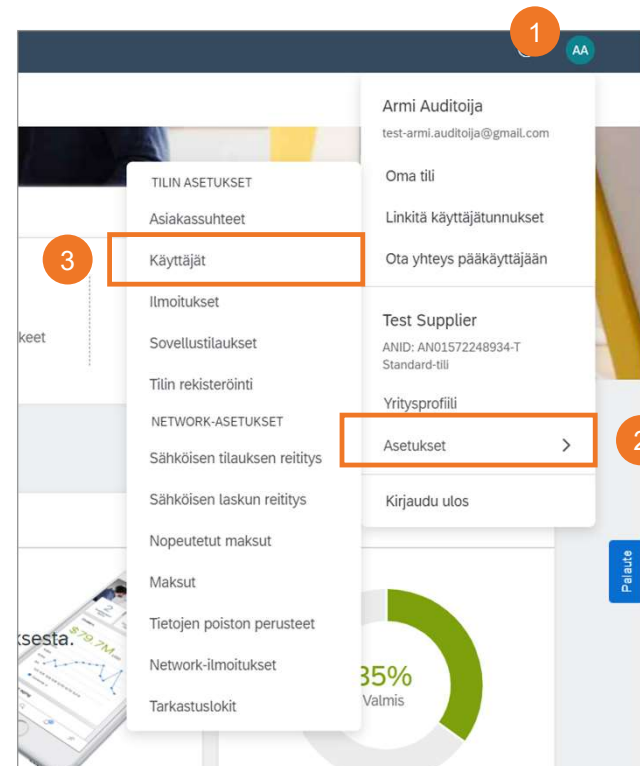 1
AA
Armi Auditoija
test-armi.auditoija@gmail.com
Oma tili
Linkitä käyttäjätunnukset
Ota yhteys pääkäyttäjään
Test Supplier
ANID: AN01572248934-T
Standard-tili
Yritysprofiili
Asetukset
2
Kirjaudu ulos
TILIN ASETUKSET
Asiakassuhteet
3
Käyttäjät
Ilmoitukset
Sovellustilaukset
Tilin rekisteröinti
NETWORK-ASETUKSET
Sähköisen tilauksen reititys
Sähköisen laskun reititys
Nopeutetut maksut
Maksut
Tietojen poiston perusteet
Network-ilmoitukset
Tarkastuslokit
keet
ksesta.
2
$79.7M
35%
Valmis
Palaute